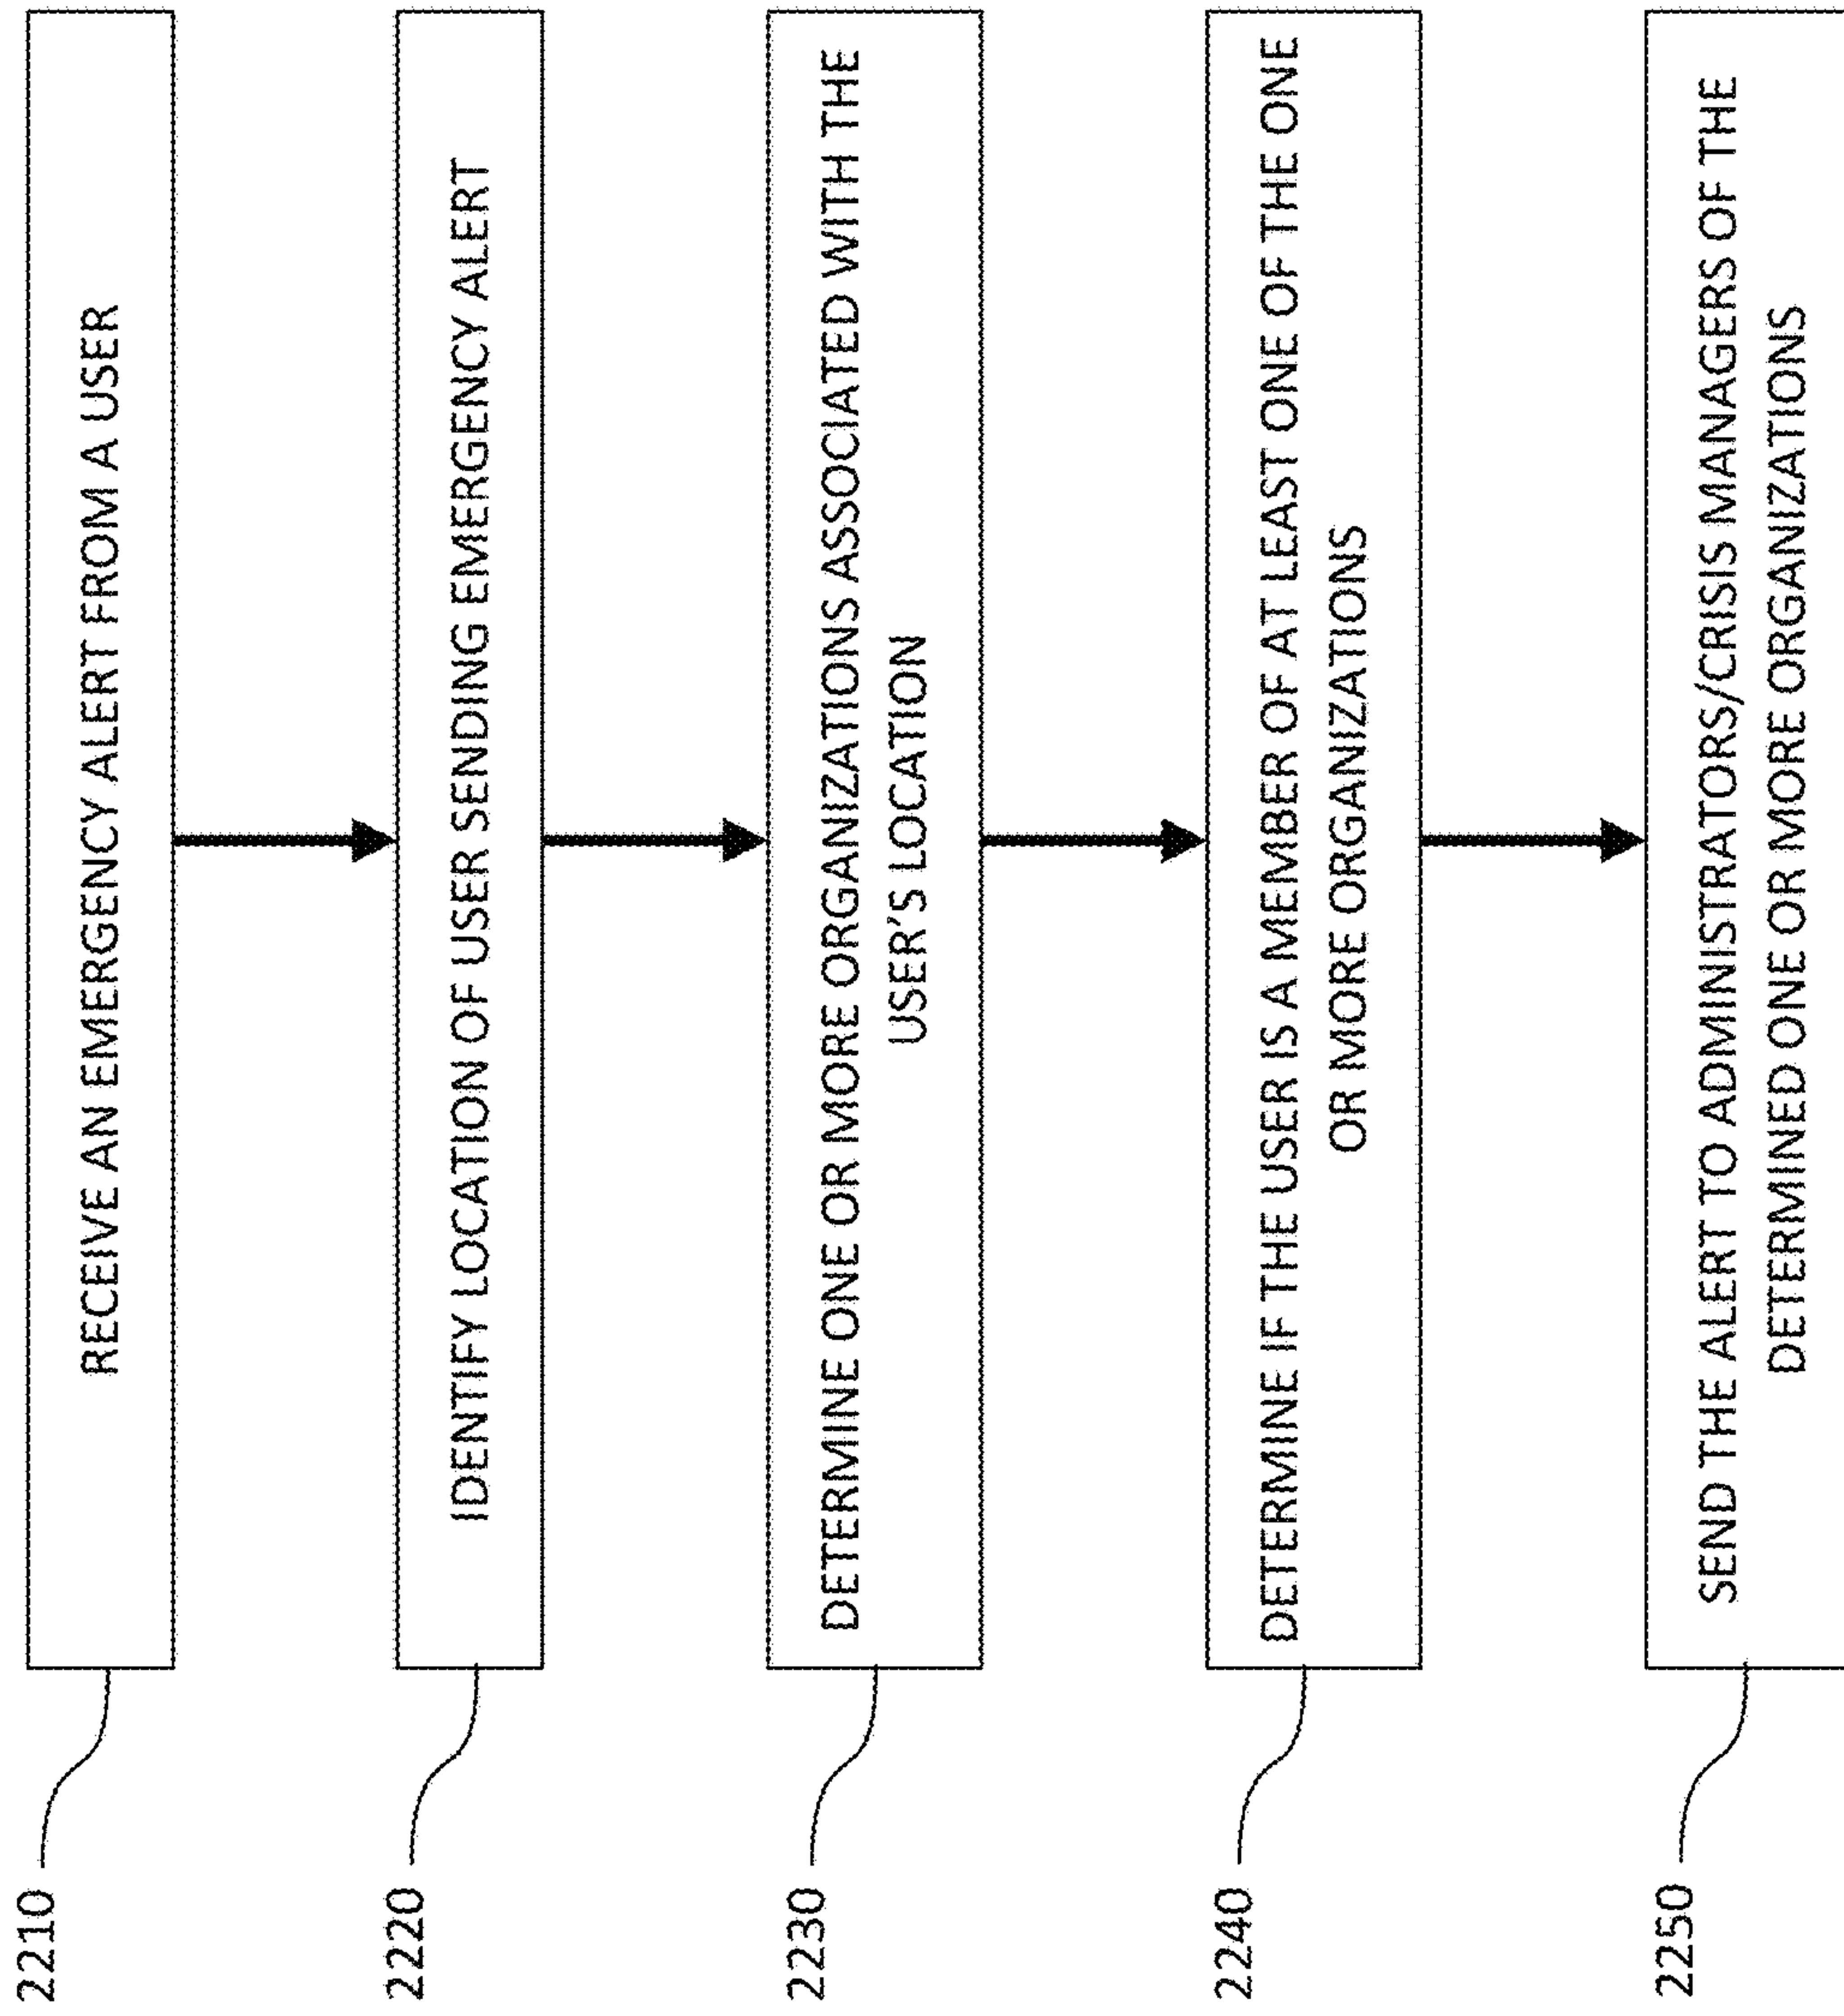 2210
RECEIVE AN EMERGENCY ALERT FROM A USER
2220
IDENTIFY LOCATION OF USER SENDING EMERGENCY ALERT
2230
DETERMINE ONE OR MORE ORGANIZATIONS ASSOCIATED WITH THE
USER'S LOCATION
2240
DETERMINE IF THE USER IS A MEMBER OF AT LEAST ONE OF THE ONE
OR MORE ORGANIZATIONS
2250
SEND THE ALERT TO ADMINISTRATORS/CRISIS MANAGERS OF THE
DETERMINED ONE OR MORE ORGANIZATIONS